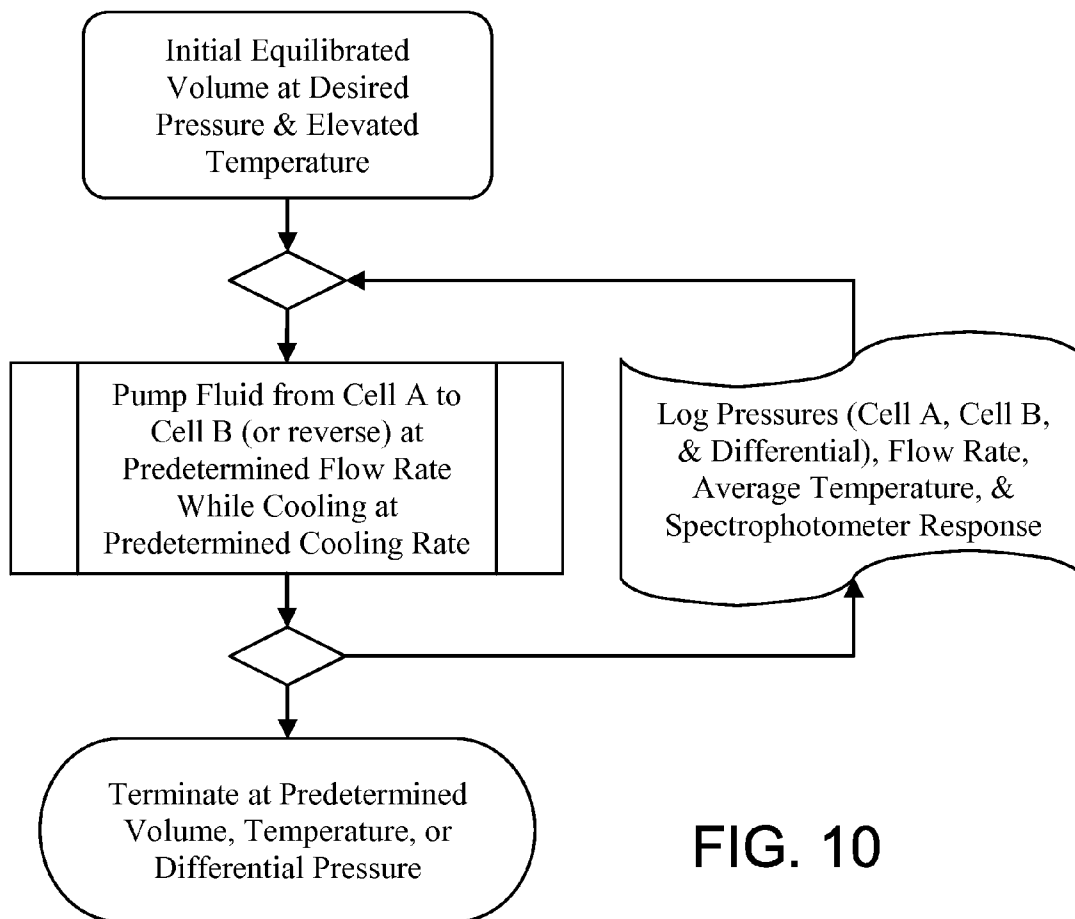 Initial Equilibrated
Volume at Desired
Pressure & Elevated
Temperature
Pump Fluid from Cell A to
Cell B (or reverse) at
Predetermined Flow Rate
While Cooling at
Predetermined Cooling Rate
Log Pressures (Cell A, Cell B,
& Differential), Flow Rate,
Average Temperature, &
Spectrophotometer Response
Terminate at Predetermined
Volume, Temperature, or
Differential Pressure
FIG. 10